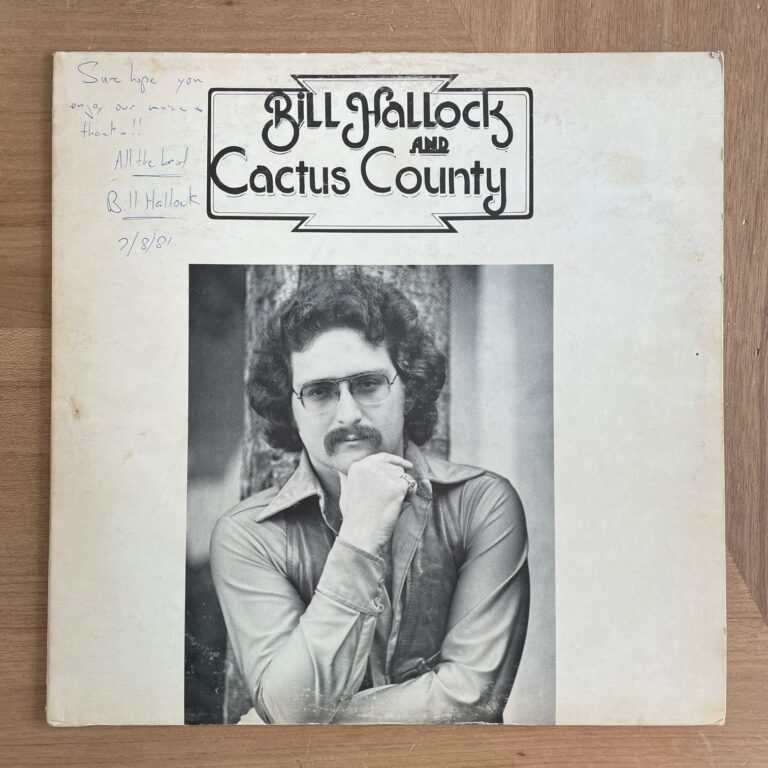 Sure hope you
enjoy our music &
thanks!!
All the best
Bill Hallock
7/8/81
Bill Hallock
AND
Cactus County